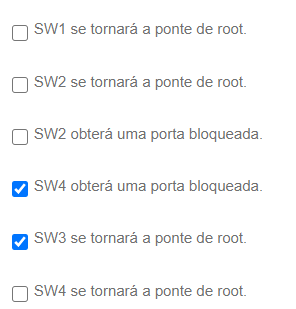 SW1 se tornará a ponte de root.
SW2 se tornará a ponte de root.
SW2 obterá uma porta bloqueada.
SW4 obterá uma porta bloqueada.
SW3 se tornará a ponte de root.
SW4 se tornará a ponte de root.